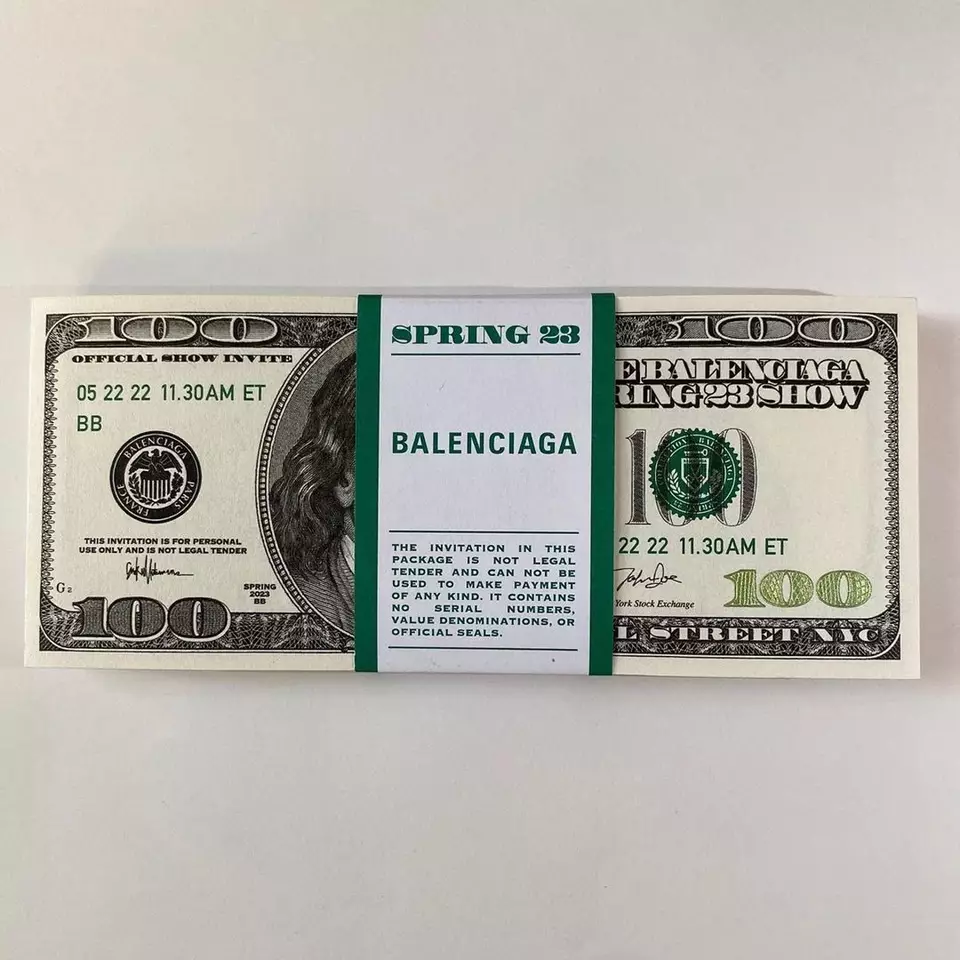 100
OFFICIAL SHOW INVITE
05 22 22 11.30AM ET
BB
BALENCIAGA
PARIS
FRANCE
THIS INVITATION IS FOR PERSONAL
USE ONLY AND IS NOT LEGAL TENDER
G2
SPRING
2023
BB
100
SPRING 23
BALENCIAGA
THE INVITATION IN THIS
PACKAGE IS NOT LEGAL
TENDER AND CAN NOT BE
USED TO MAKE PAYMENT
OF ANY KIND. IT CONTAINS
NO SERIAL NUMBERS,
VALUE DENOMINATIONS, OR
OFFICIAL SEALS.
100
E BALENCIAGA
RING 23 SHOW
100
22 22 11.30AM ET
York Stock Exchange
100
L STREET NYC